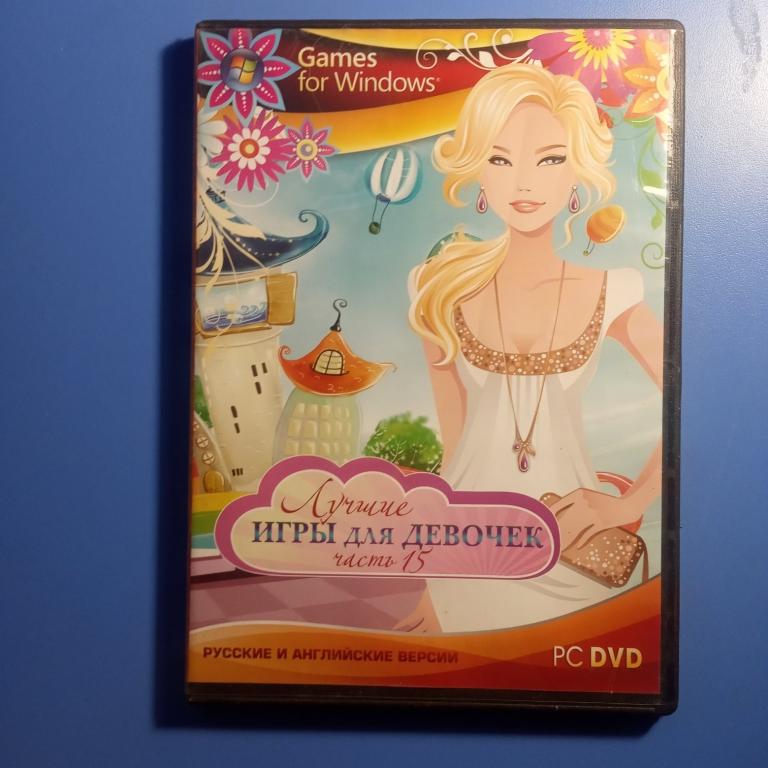 Games
for Windows®
Лучшие
ИГРЫ для ДЕВОЧЕК
часть 15
РУССКИЕ И АНГЛИЙСКИЕ ВЕРСИИ
PC DVD